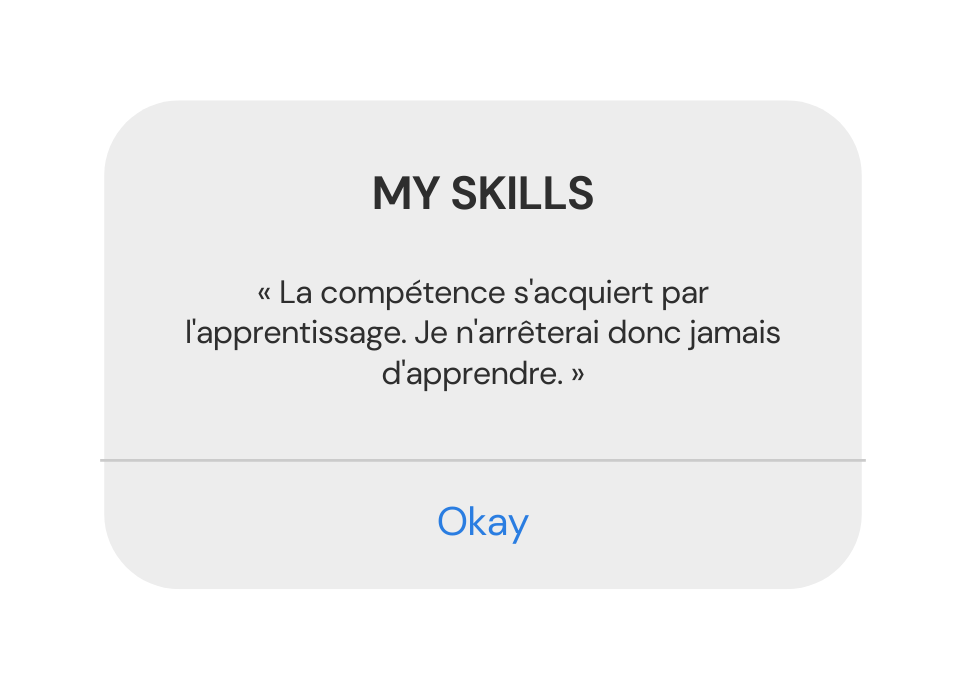 MY SKILLS
« La compétence s'acquiert par
l'apprentissage. Je n'arrêterai donc jamais
d'apprendre. »
Okay